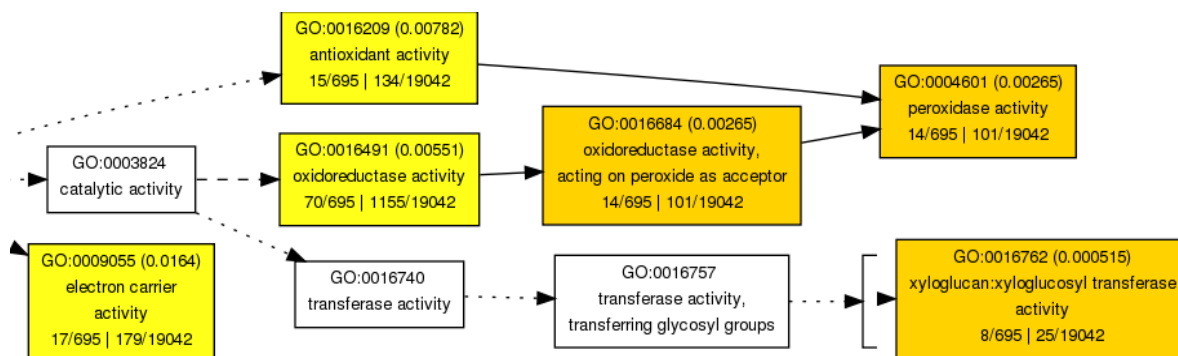 GO:0016209 (0.00782)
antioxidant activity
15/695 | 134/19042
GO:0004601 (0.00265)
peroxidase activity
14/695 | 101/19042
GO:0016684 (0.00265)
oxidoreductase activity,
acting on peroxide as acceptor
14/695 | 101/19042
GO:0003824
catalytic activity
GO:0016491 (0.00551)
oxidoreductase activity
70/695 | 1155/19042
GO:0009055 (0.0164)
electron carrier
activity
17/695 | 179/19042
GO:0016740
transferase activity
GO:0016757
transferase activity,
transferring glycosyl groups
GO:0016762 (0.000515)
xyloglucan:xyloglucosyl transferase
activity
8/695 | 25/19042